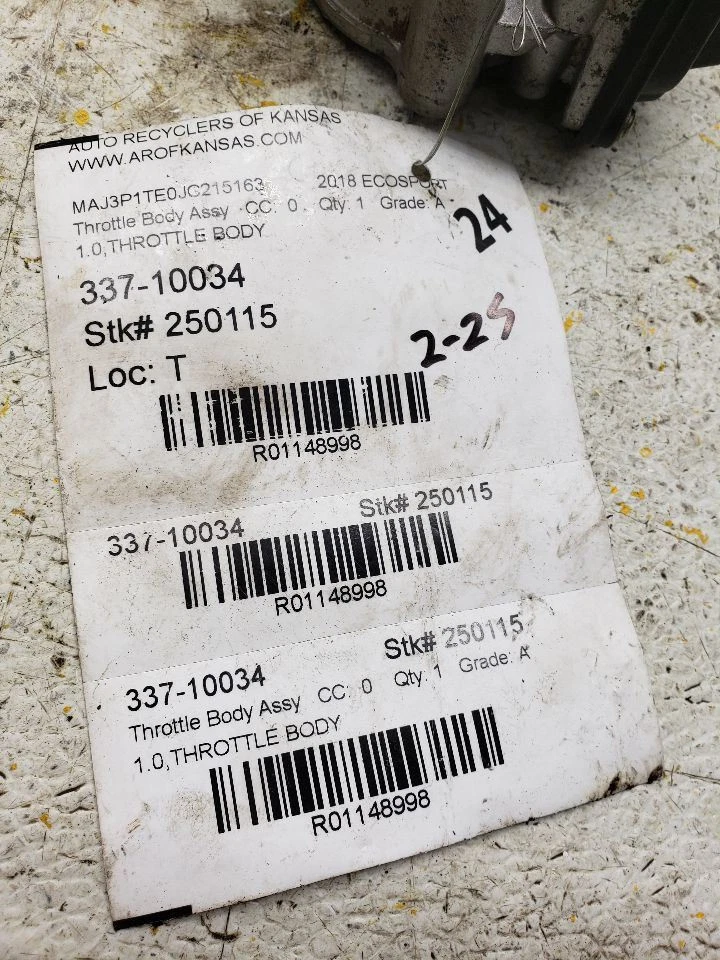 AUTO RECYCLERS OF KANSAS
WWW.AROFKANSAS.COM
MAJ3P1TE0JC215163 2018 ECOSPORT
Throttle Body Assy CC: 0 Qty: 1 Grade: A
1.0,THROTTLE BODY
24
337-10034
Stk# 250115
2-25
Loc: T
R01148998
337-10034 Stk# 250115
R01148998
337-10034 Stk# 250115
Throttle Body Assy CC: 0 Qty: 1 Grade: A
1.0,THROTTLE BODY
R01148998